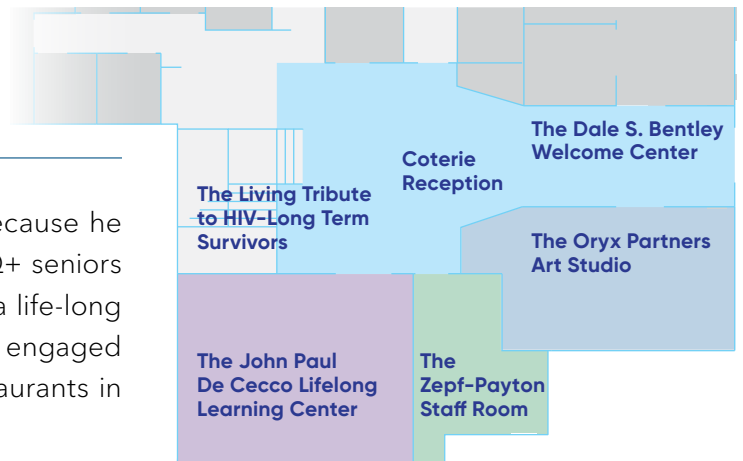 ecause he
Q+ seniors
a life-long
engaged
aurants in
The Living Tribute
to HIV-Long Term
Survivors
Coterie
Reception
The Dale S. Bentley
Welcome Center
The Oryx Partners
Art Studio
The John Paul
De Cecco Lifelong
Learning Center
The
Zepf-Payton
Staff Room